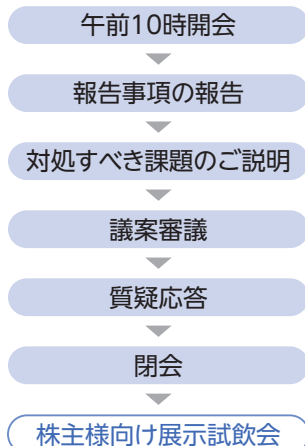 午前10時開会
報告事項の報告
対処すべき課題のご説明
議案審議
質疑応答
閉会
株主様向け展示試飲会